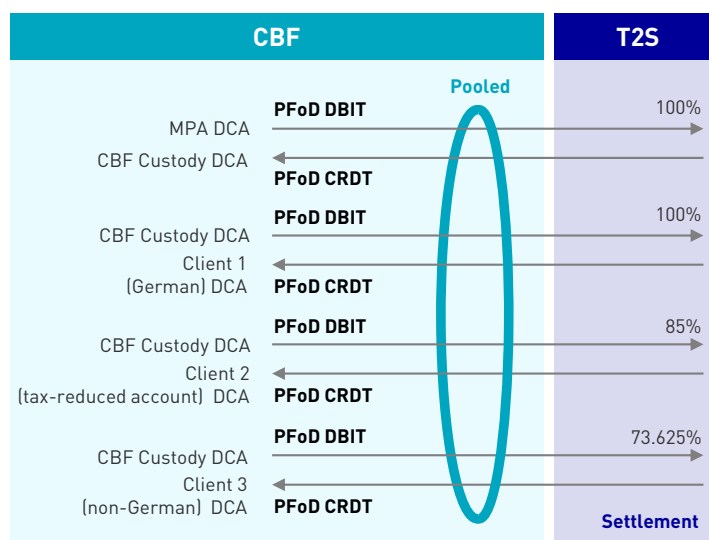 CBF T2S
Pooled
PFoD DBIT 100%
MPA DCA
CBF Custody DCA
PFoD CRDT
PFoD DBIT 100%
CBF Custody DCA
Client 1
(German) DCA PFoD CRDT
PFoD DBIT 85%
CBF Custody DCA
Client 2
(tax-reduced account) DCA PFoD CRDT
PFoD DBIT 73.625%
CBF Custody DCA
Client 3
(non-German) DCA PFoD CRDT
Settlement